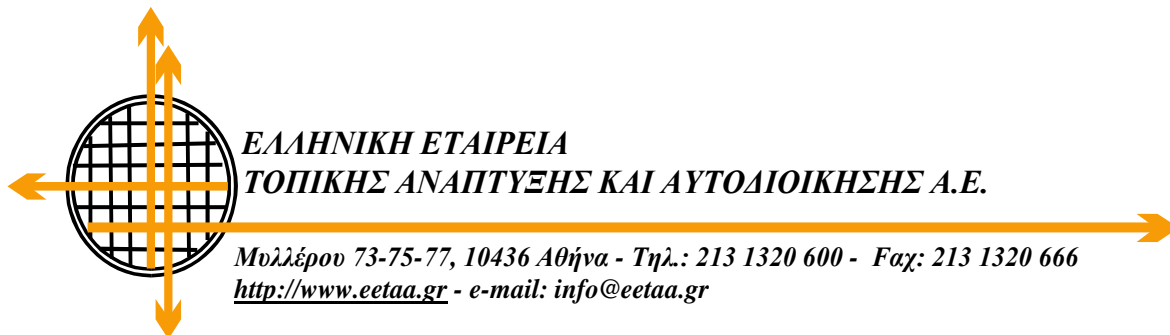 ΕΛΛΗΝΙΚΗ ΕΤΑΙΡΕΙΑ
ΤΟΠΙΚΗΣ ΑΝΑΠΤΥΞΗΣ ΚΑΙ ΑΥΤΟΔΙΟΙΚΗΣΗΣ Α.Ε.
Μυλλέρου 73-75-77, 10436 Αθήνα - Τηλ.: 213 1320 600 - Φαχ: 213 1320 666
http://www.eetaa.gr - e-mail: info@eetaa.gr